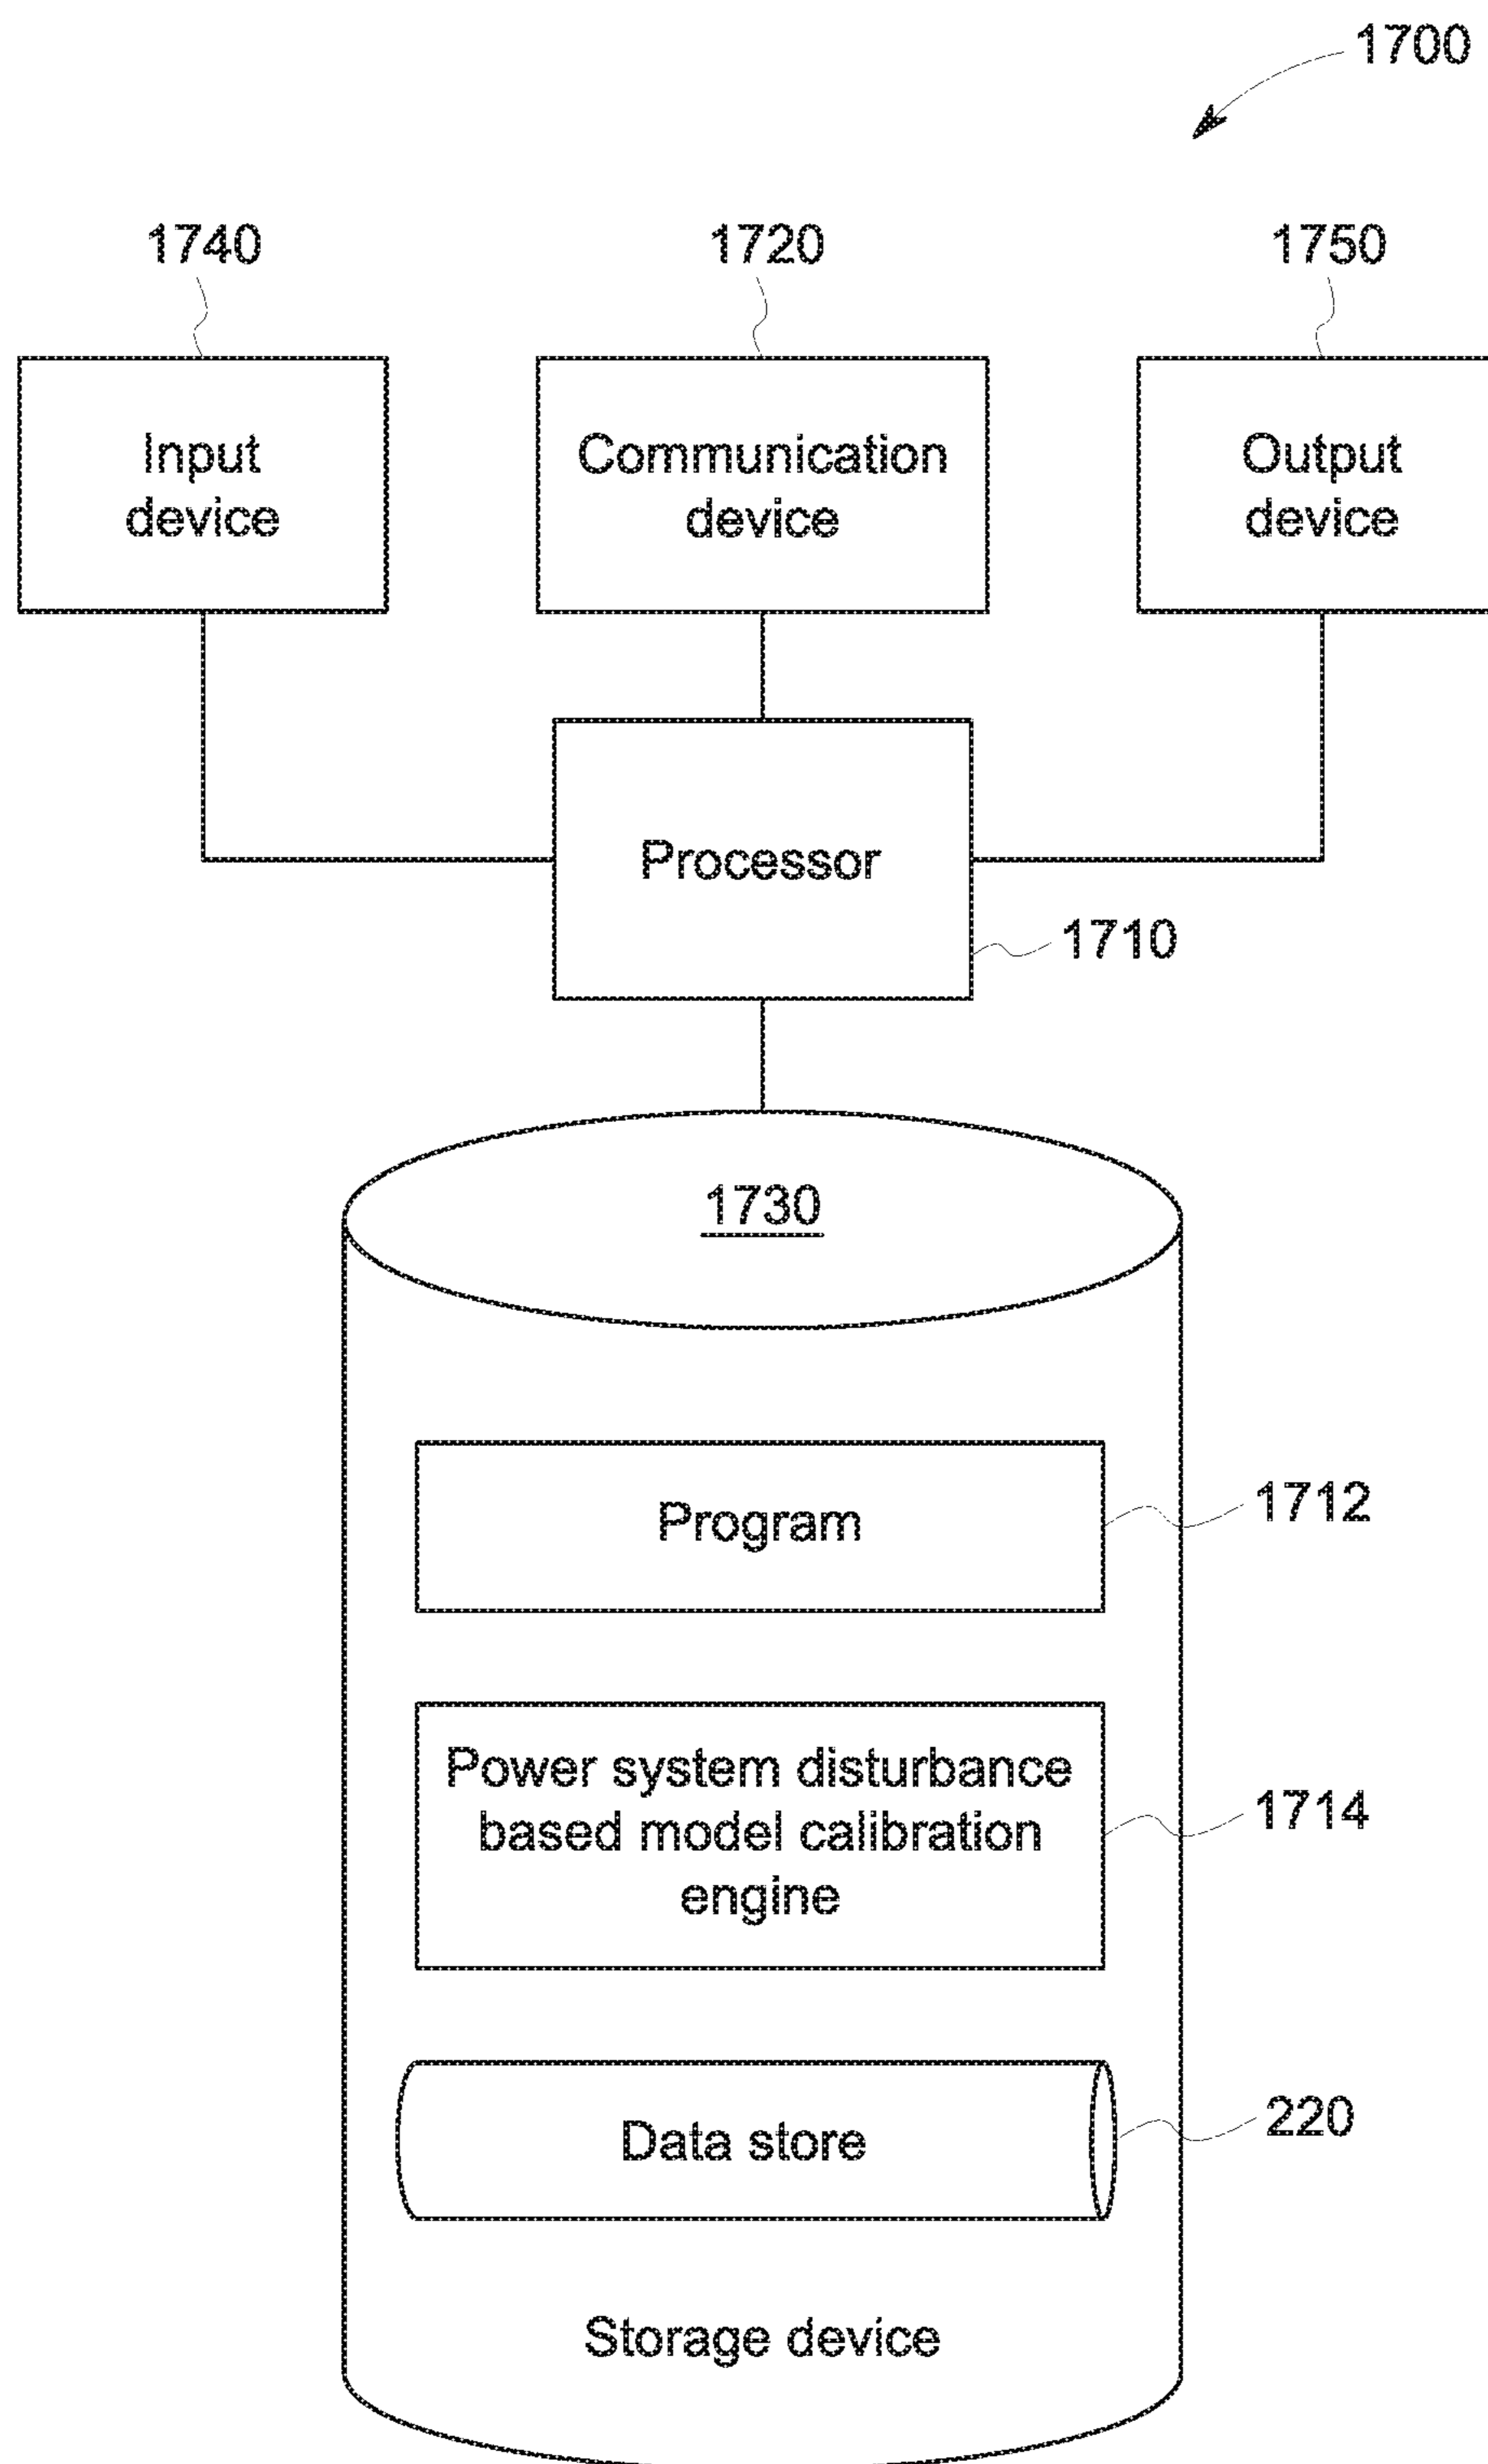 1700
1740
1720
1750
Input
device
Communication
device
Output
device
Processor
1710
1730
Program
1712
Power system disturbance
based model calibration
engine
1714
Data store
220
Storage device